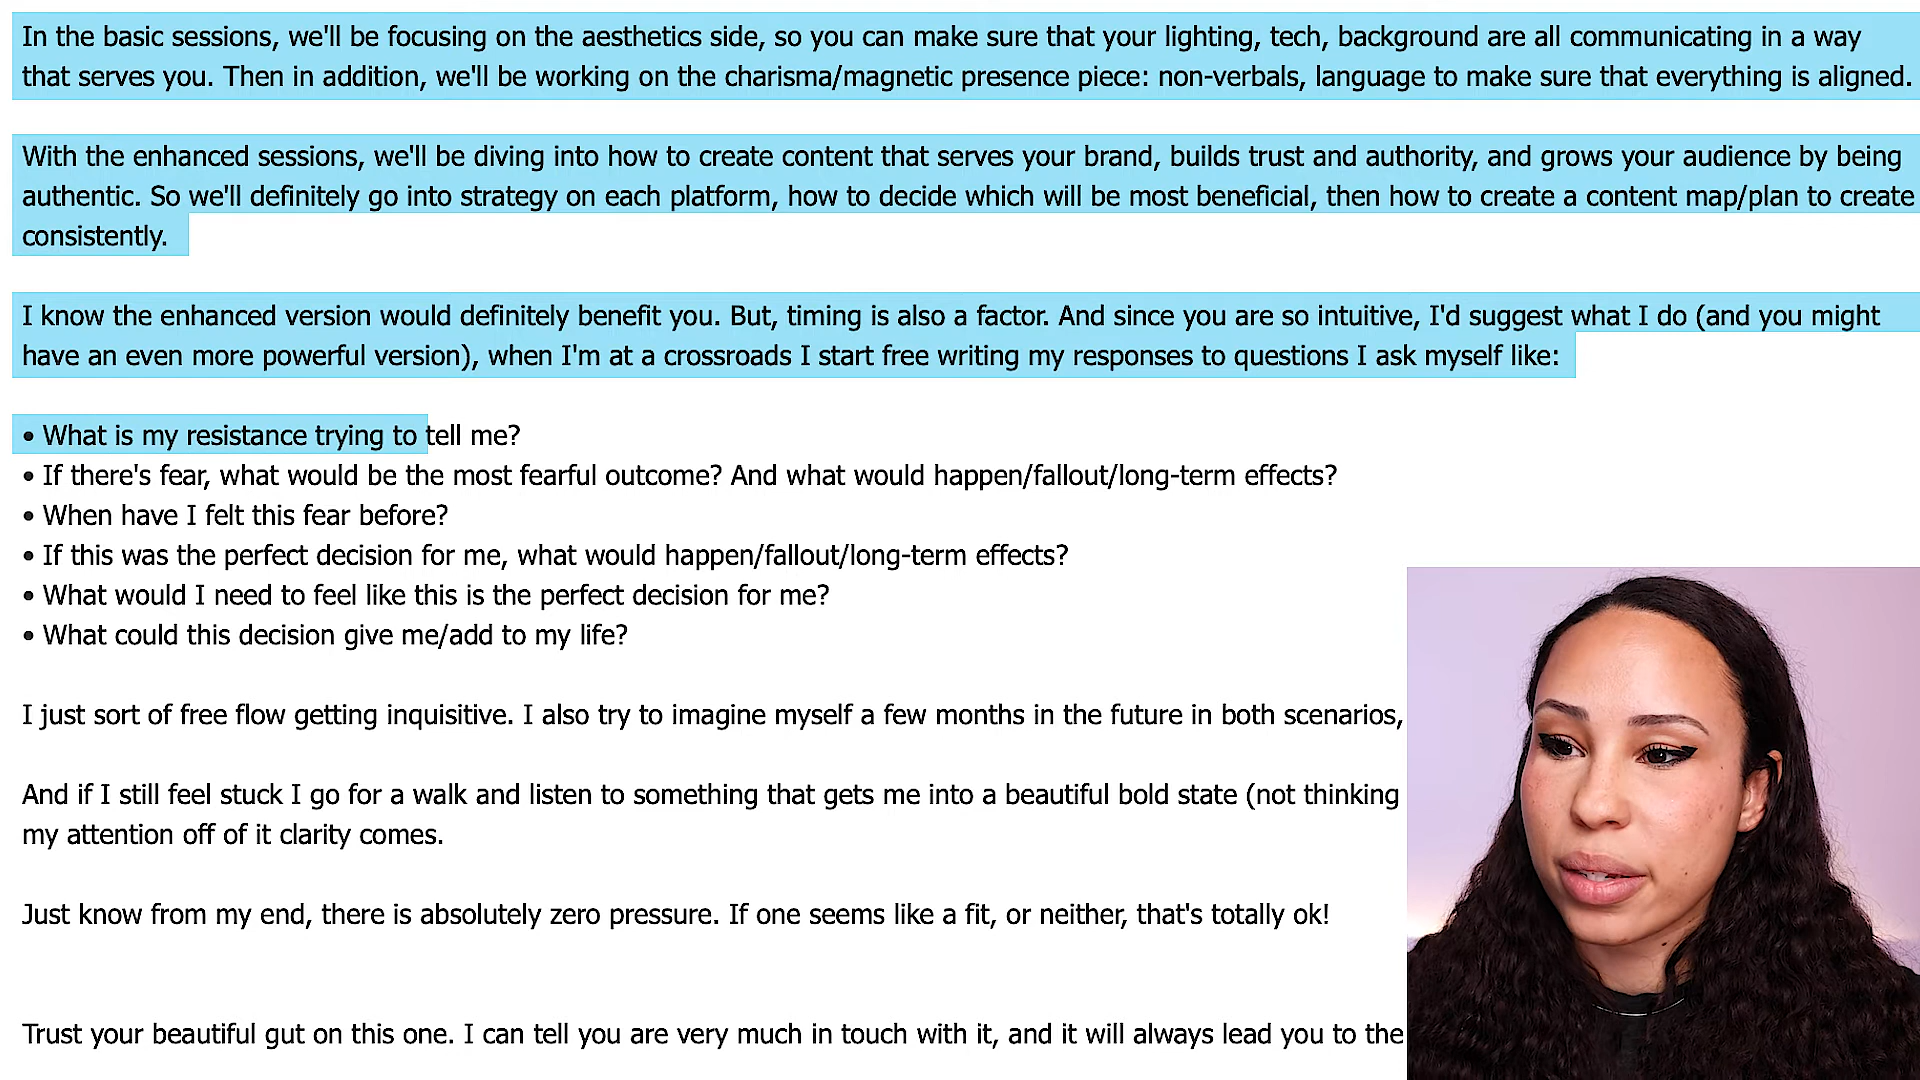 In the basic sessions, we'll be focusing on the aesthetics side, so you can make sure that your lighting, tech, background are all communicating in a way
that serves you. Then in addition, we'll be working on the charisma/magnetic presence piece: non-verbals, language to make sure that everything is aligned.
With the enhanced sessions, we'll be diving into how to create content that serves your brand, builds trust and authority, and grows your audience by being
authentic. So we'll definitely go into strategy on each platform, how to decide which will be most beneficial, then how to create a content map/plan to create
consistently.
I know the enhanced version would definitely benefit you. But, timing is also a factor. And since you are so intuitive, I'd suggest what I do (and you might
have an even more powerful version), when I'm at a crossroads I start free writing my responses to questions I ask myself like:
• What is my resistance trying to tell me?
• If there's fear, what would be the most fearful outcome? And what would happen/fallout/long-term effects?
• When have I felt this fear before?
• If this was the perfect decision for me, what would happen/fallout/long-term effects?
• What would I need to feel like this is the perfect decision for me?
• What could this decision give me/add to my life?
I just sort of free flow getting inquisitive. I also try to imagine myself a few months in the future in both scenarios,
And if I still feel stuck I go for a walk and listen to something that gets me into a beautiful bold state (not thinking
my attention off of it clarity comes.
Just know from my end, there is absolutely zero pressure. If one seems like a fit, or neither, that's totally ok!
Trust your beautiful gut on this one. I can tell you are very much in touch with it, and it will always lead you to the